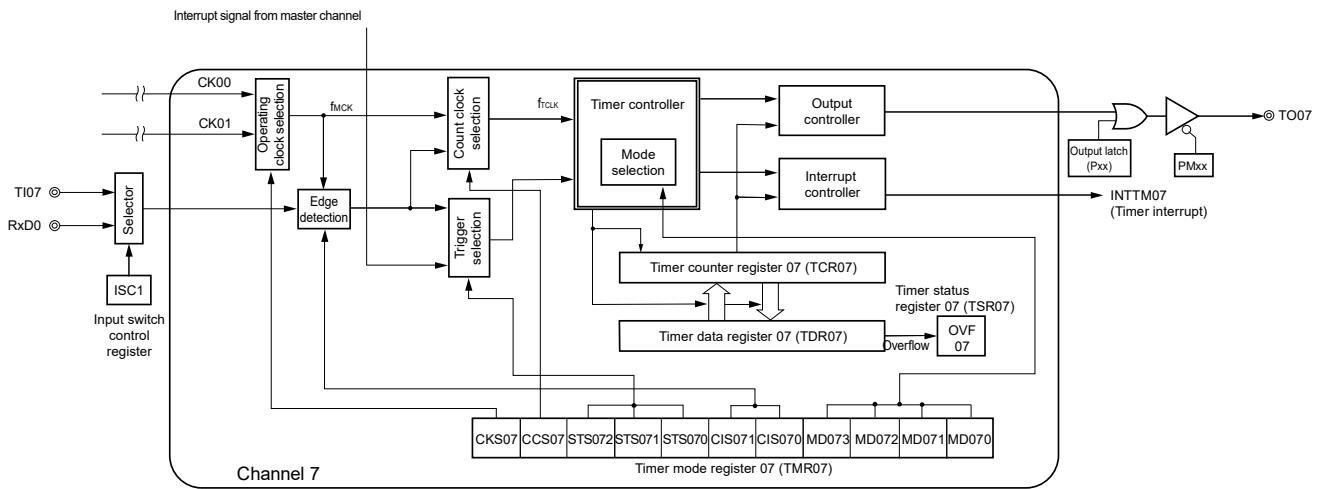 Interrupt signal from master channel
CK00
CK01
Operating
clock selection
fMCK
Count clock
selection
fTCLK
Timer controller
Mode
selection
Output
controller
Interrupt
controller
Output latch
(Pxx)
PMxx
TO07
INTTM07
(Timer interrupt)
TI07
RxD0
Selector
Edge
detection
Trigger
selection
ISC1
Input switch
control
register
Timer counter register 07 (TCR07)
Timer status
register 07 (TSR07)
Timer data register 07 (TDR07)
Overflow
OVF
07
CKS07
CCS07
STS072
STS071
STS070
CIS071
CIS070
MD073
MD072
MD071
MD070
Timer mode register 07 (TMR07)
Channel 7